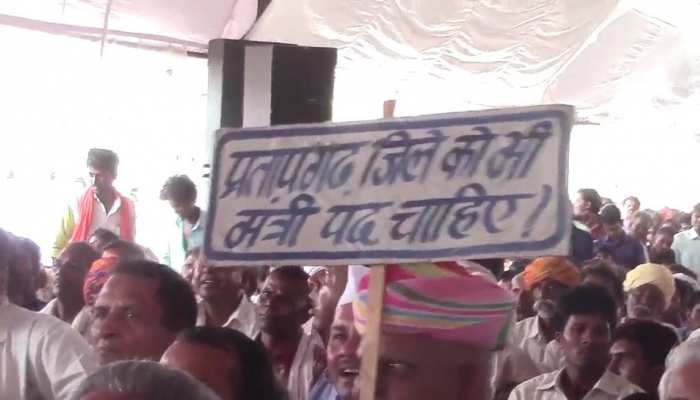 प्रतापगढ़ जिले को भी
मंत्री पद चाहिए!